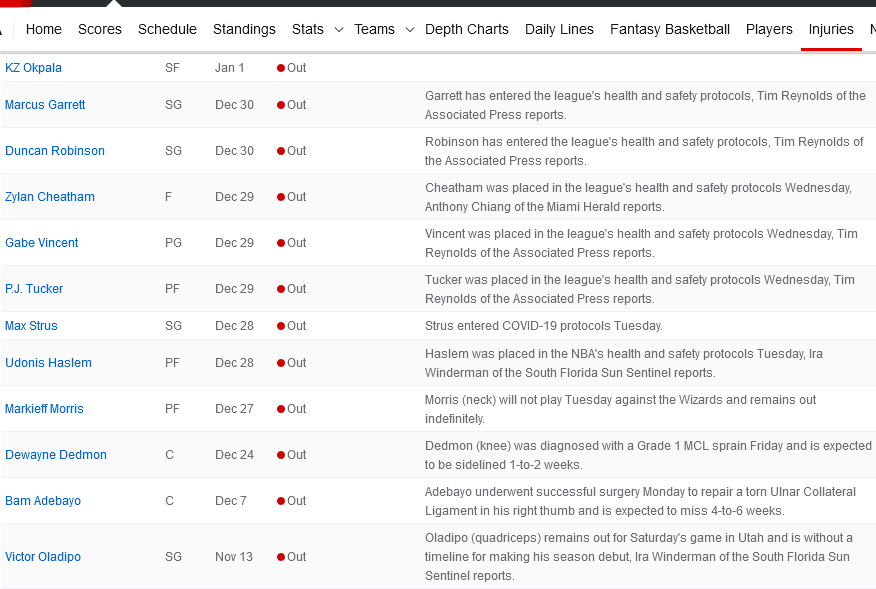 Home Scores Schedule Standings Stats Teams Depth Charts Daily Lines Fantasy Basketball Players Injuries
KZ Okpala SF Jan 1 Out
Marcus Garrett SG Dec 30 Out Garrett has entered the league's health and safety protocols, Tim Reynolds of the
Associated Press reports.
Duncan Robinson SG Dec 30 Out Robinson has entered the league's health and safety protocols, Tim Reynolds of
the Associated Press reports.
Zylan Cheatham F Dec 29 Out Cheatham was placed in the league's health and safety protocols Wednesday,
Anthony Chiang of the Miami Herald reports.
Gabe Vincent PG Dec 29 Out Vincent was placed in the league's health and safety protocols Wednesday, Tim
Reynolds of the Associated Press reports.
P.J. Tucker PF Dec 29 Out Tucker was placed in the league's health and safety protocols Wednesday, Tim
Reynolds of the Associated Press reports.
Max Strus SG Dec 28 Out Strus entered COVID-19 protocols Tuesday.
Udonis Haslem PF Dec 28 Out Haslem was placed in the NBA's health and safety protocols Tuesday, Ira
Winderman of the South Florida Sun Sentinel reports.
Markieff Morris PF Dec 27 Out Morris (neck) will not play Tuesday against the Wizards and remains out
indefinitely.
Dewayne Dedmon C Dec 24 Out Dedmon (knee) was diagnosed with a Grade 1 MCL sprain Friday and is expected
to be sidelined 1-to-2 weeks.
Bam Adebayo C Dec 7 Out Adebayo underwent successful surgery Monday to repair a torn Ulnar Collateral
Ligament in his right thumb and is expected to miss 4-to-6 weeks.
Victor Oladipo SG Nov 13 Out Oladipo (quadriceps) remains out for Saturday's game in Utah and is without a
timeline for making his season debut, Ira Winderman of the South Florida Sun
Sentinel reports.